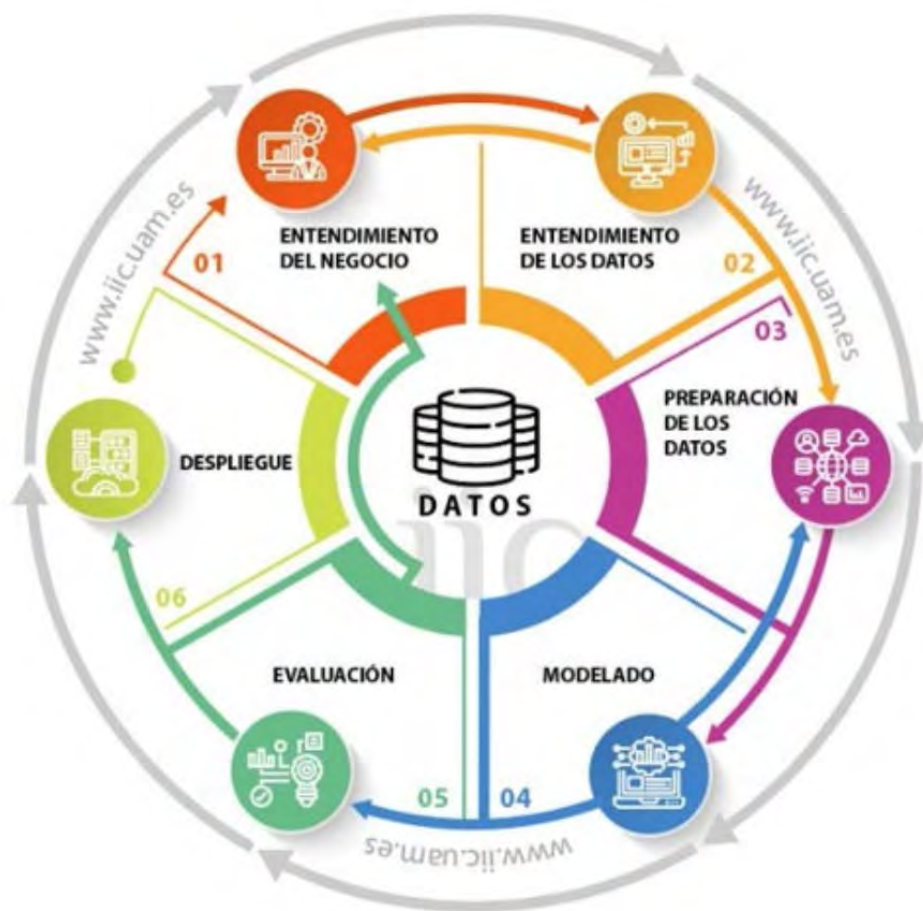 www.iic.uam.es
www.iic.uam.es
ENTENDIMIENTO
DEL NEGOCIO
01
ENTENDIMIENTO
DE LOS DATOS
02
03
PREPARACIÓN
DE LOS
DATOS
DESPLIEGUE
DATOS
iic
06
EVALUACIÓN
MODELADO
05
04
www.iic.uam.es